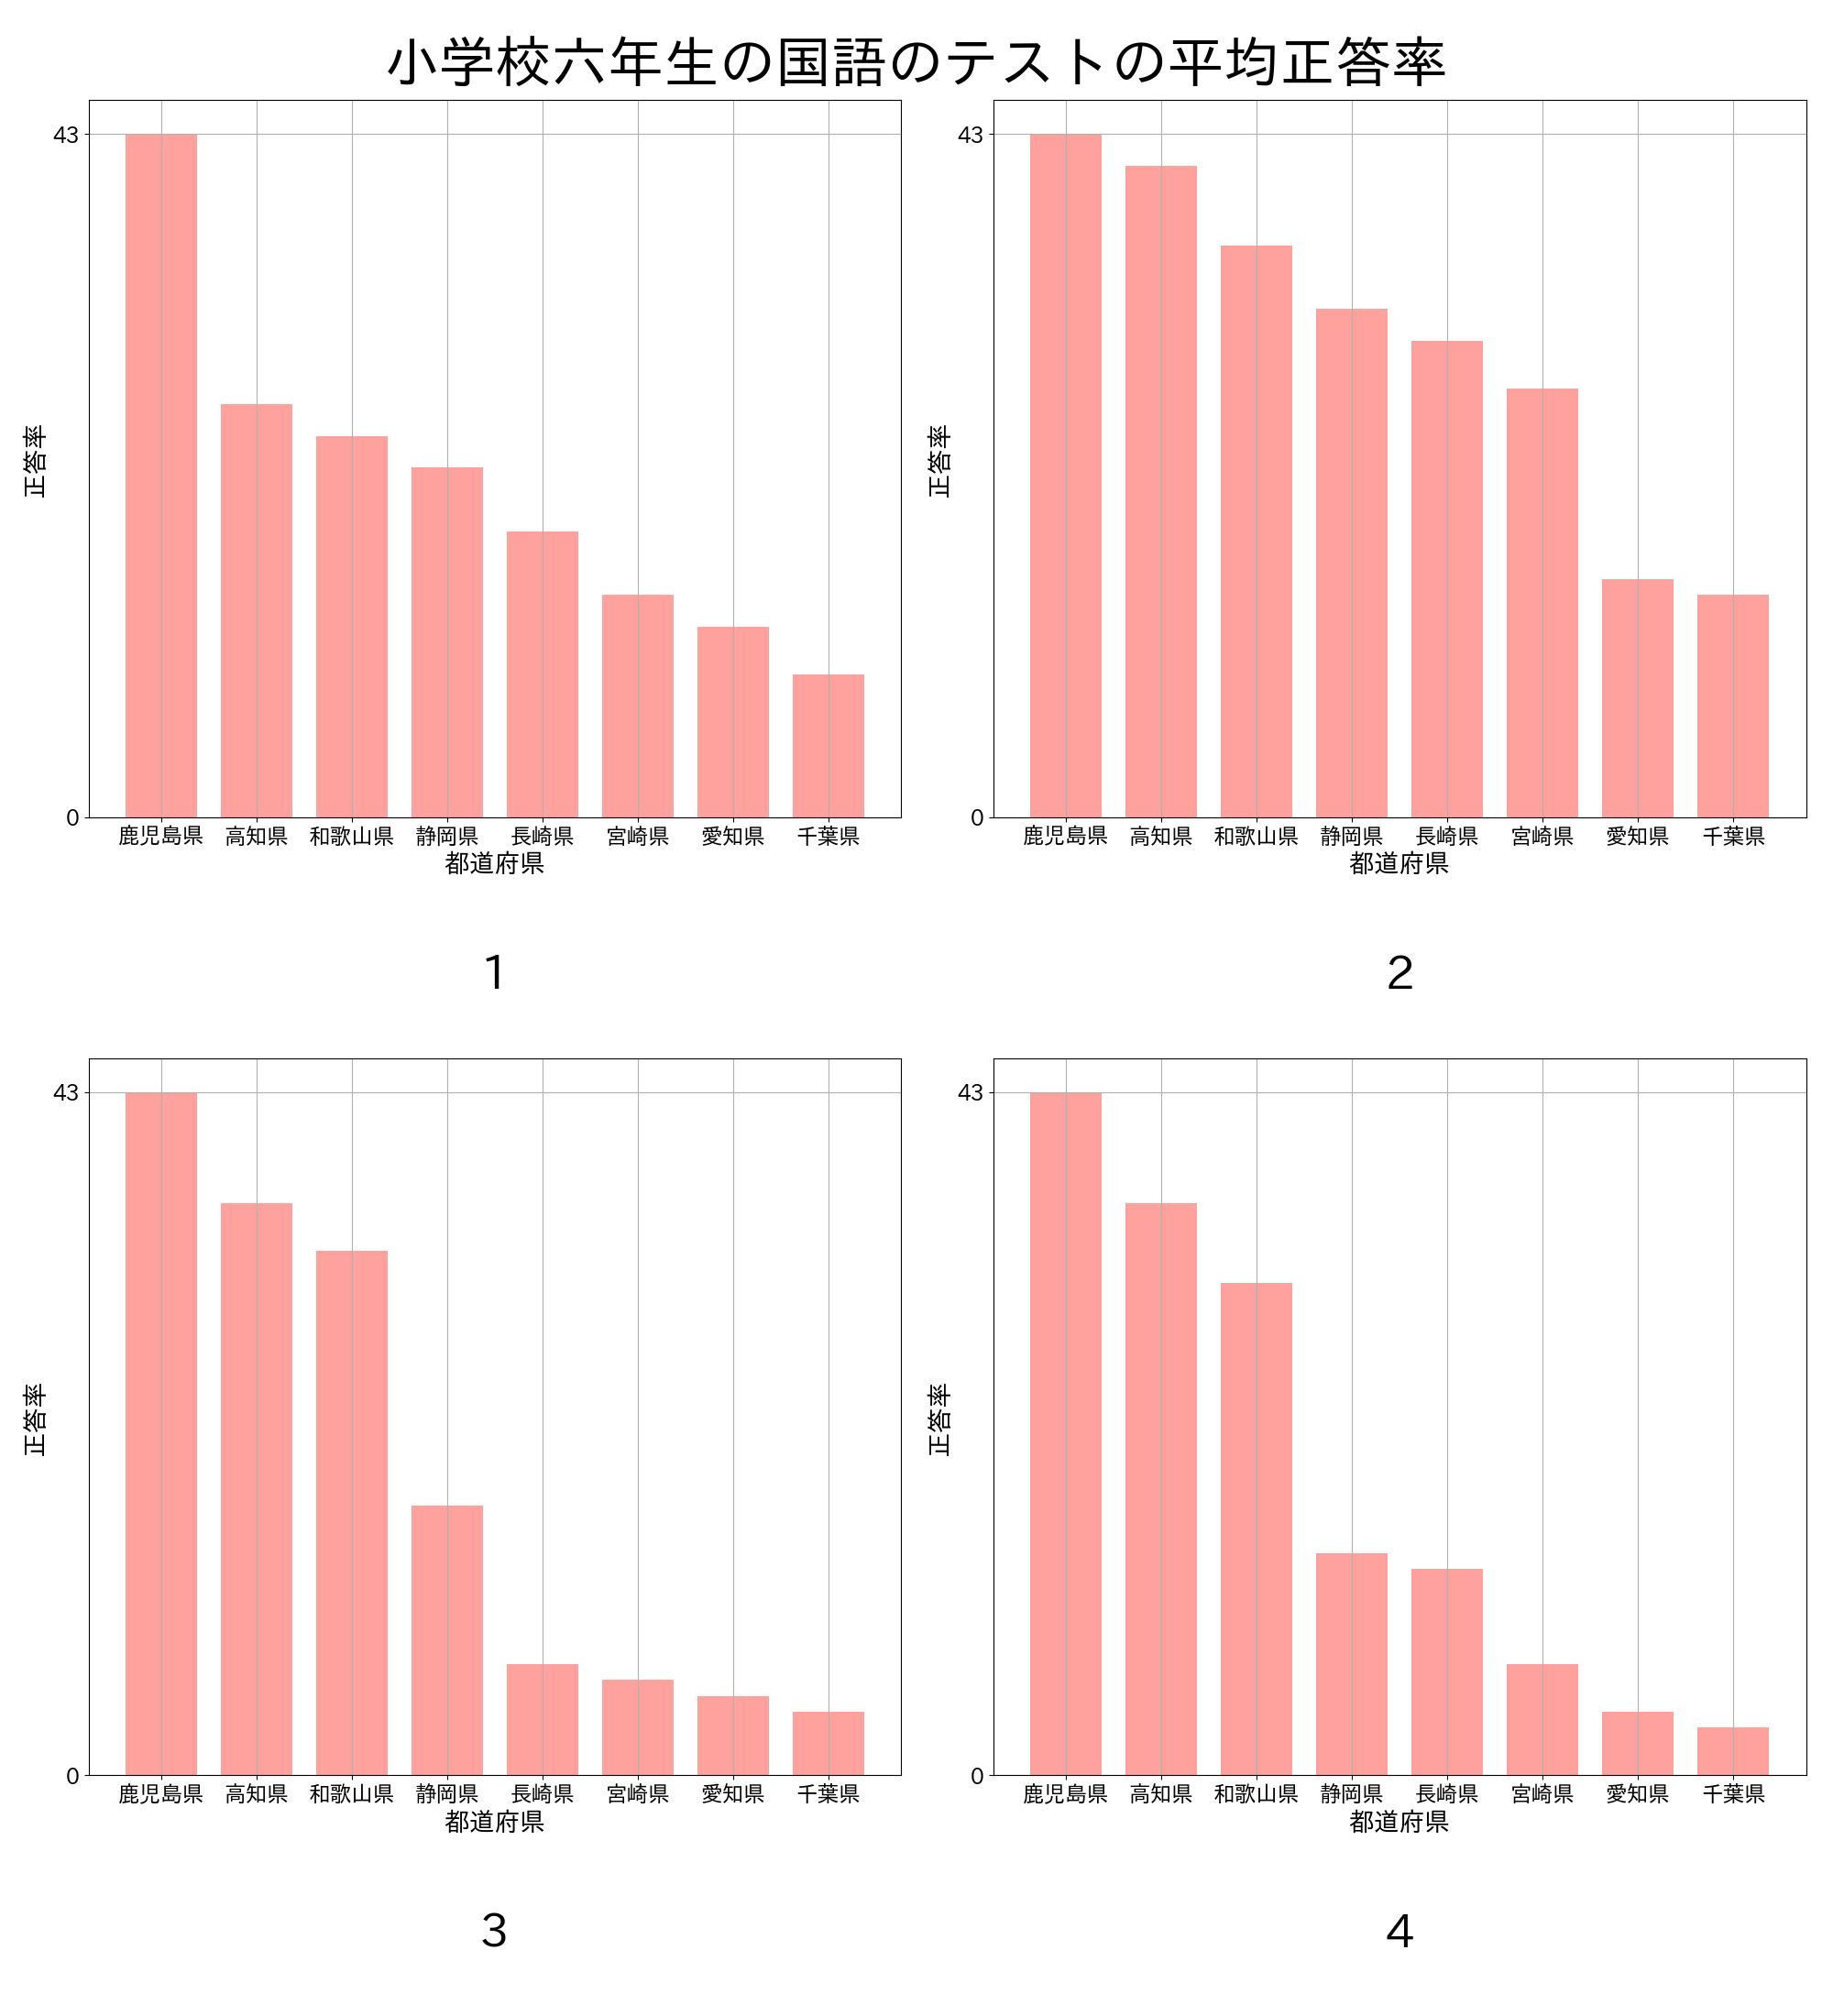 小学校六年生の国語のテストの平均正答率
43
正答率
0
鹿児島県 高知県 和歌山県 静岡県 長崎県 宮崎県 愛知県 千葉県
都道府県
1
43
正答率
0
鹿児島県 高知県 和歌山県 静岡県 長崎県 宮崎県 愛知県 千葉県
都道府県
2
43
正答率
0
鹿児島県 高知県 和歌山県 静岡県 長崎県 宮崎県 愛知県 千葉県
都道府県
3
43
正答率
0
鹿児島県 高知県 和歌山県 静岡県 長崎県 宮崎県 愛知県 千葉県
都道府県
4